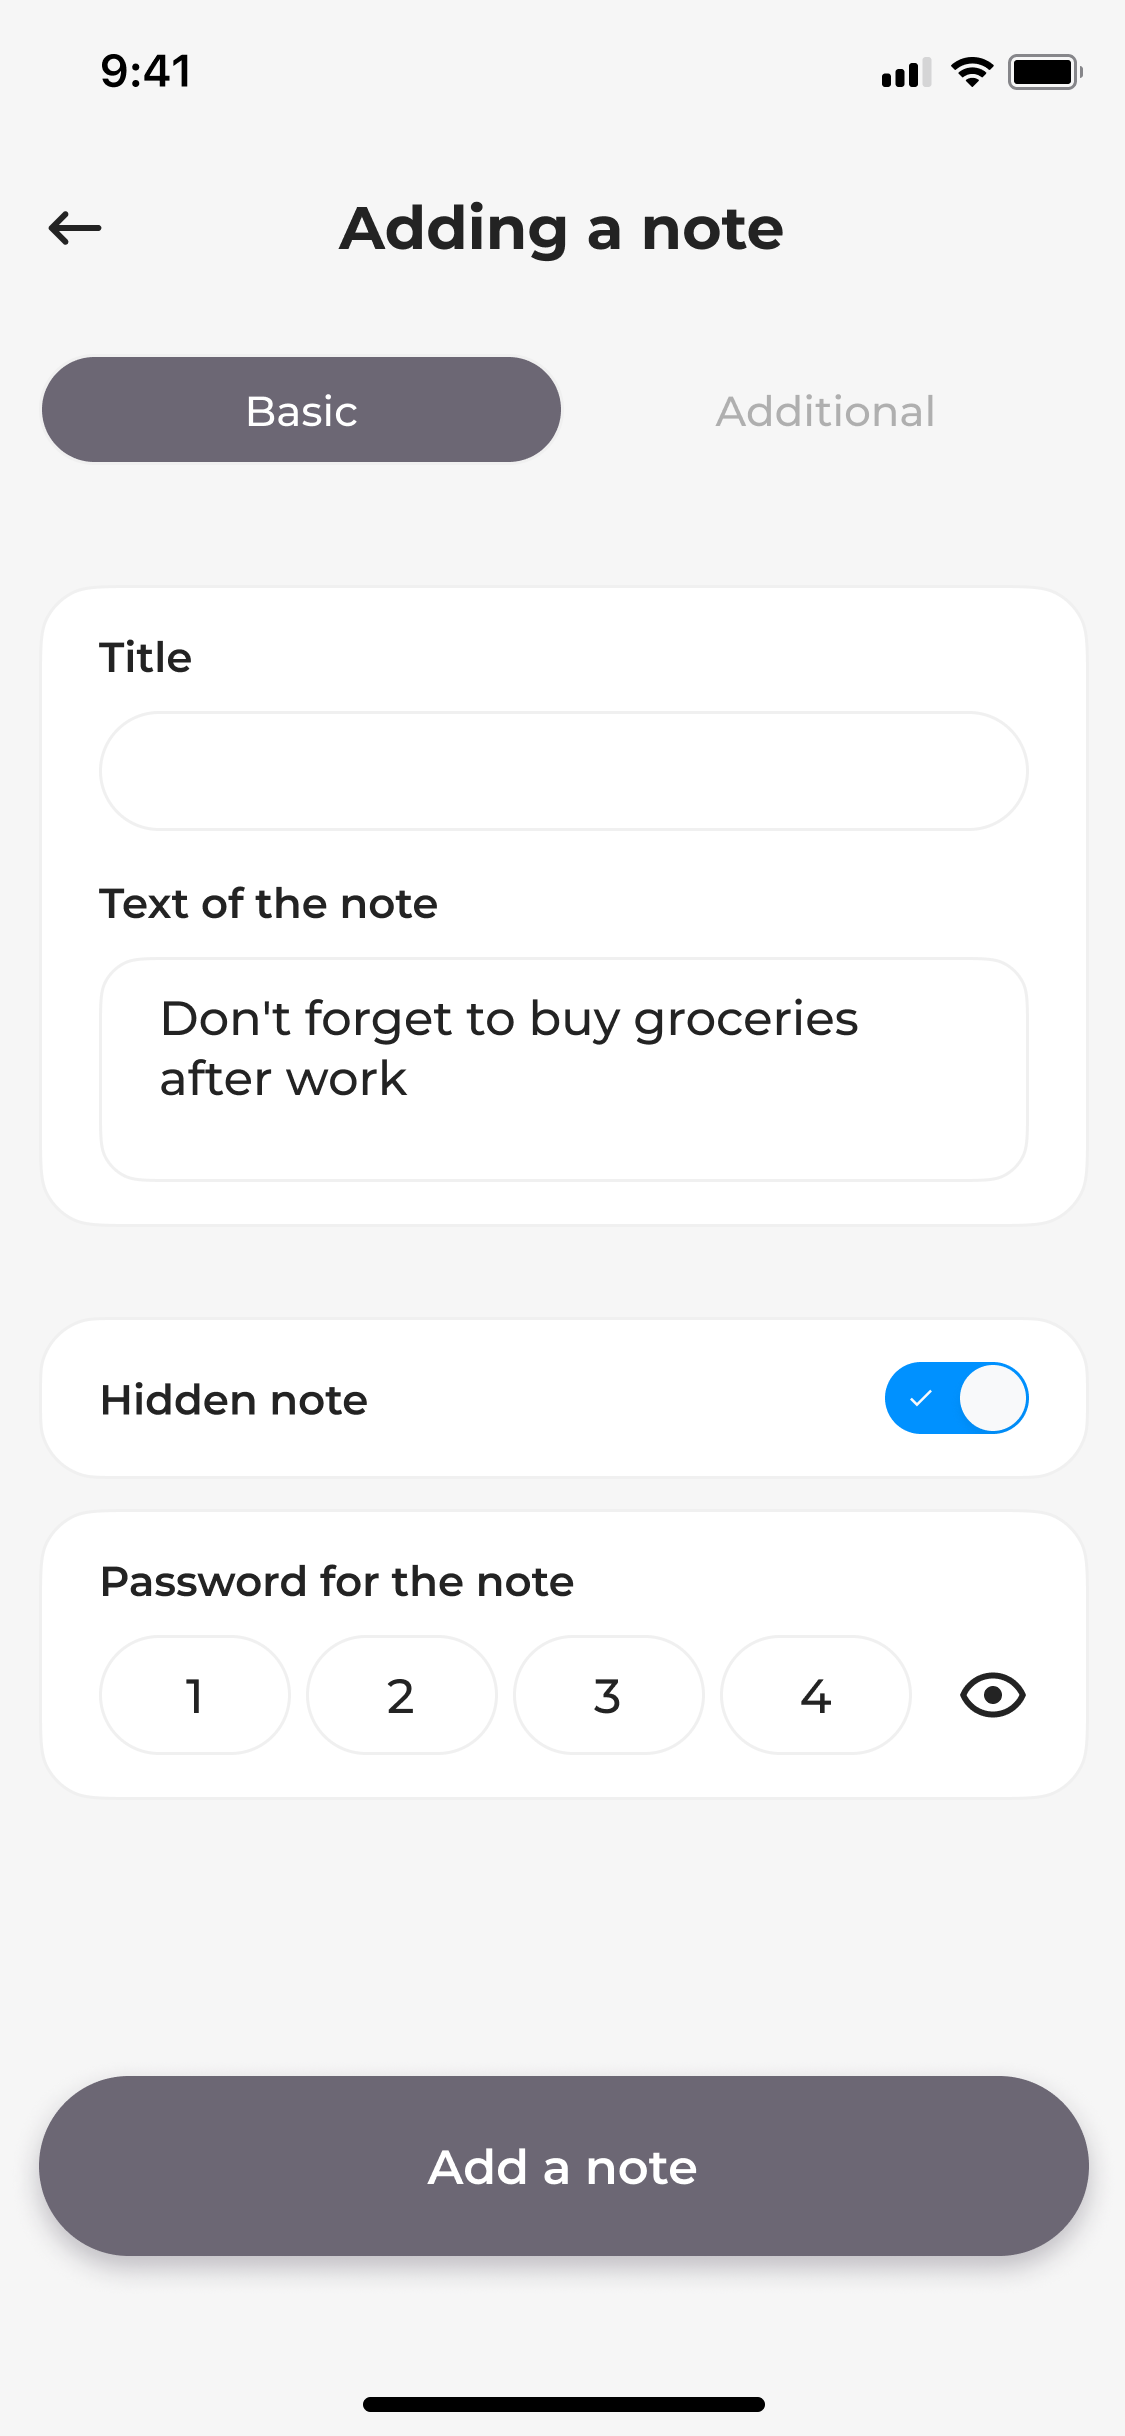 9:41
Adding a note
Basic
Additional
Title
Text of the note
Don't forget to buy groceries
after work
Hidden note
Password for the note
1 2 3 4
Add a note